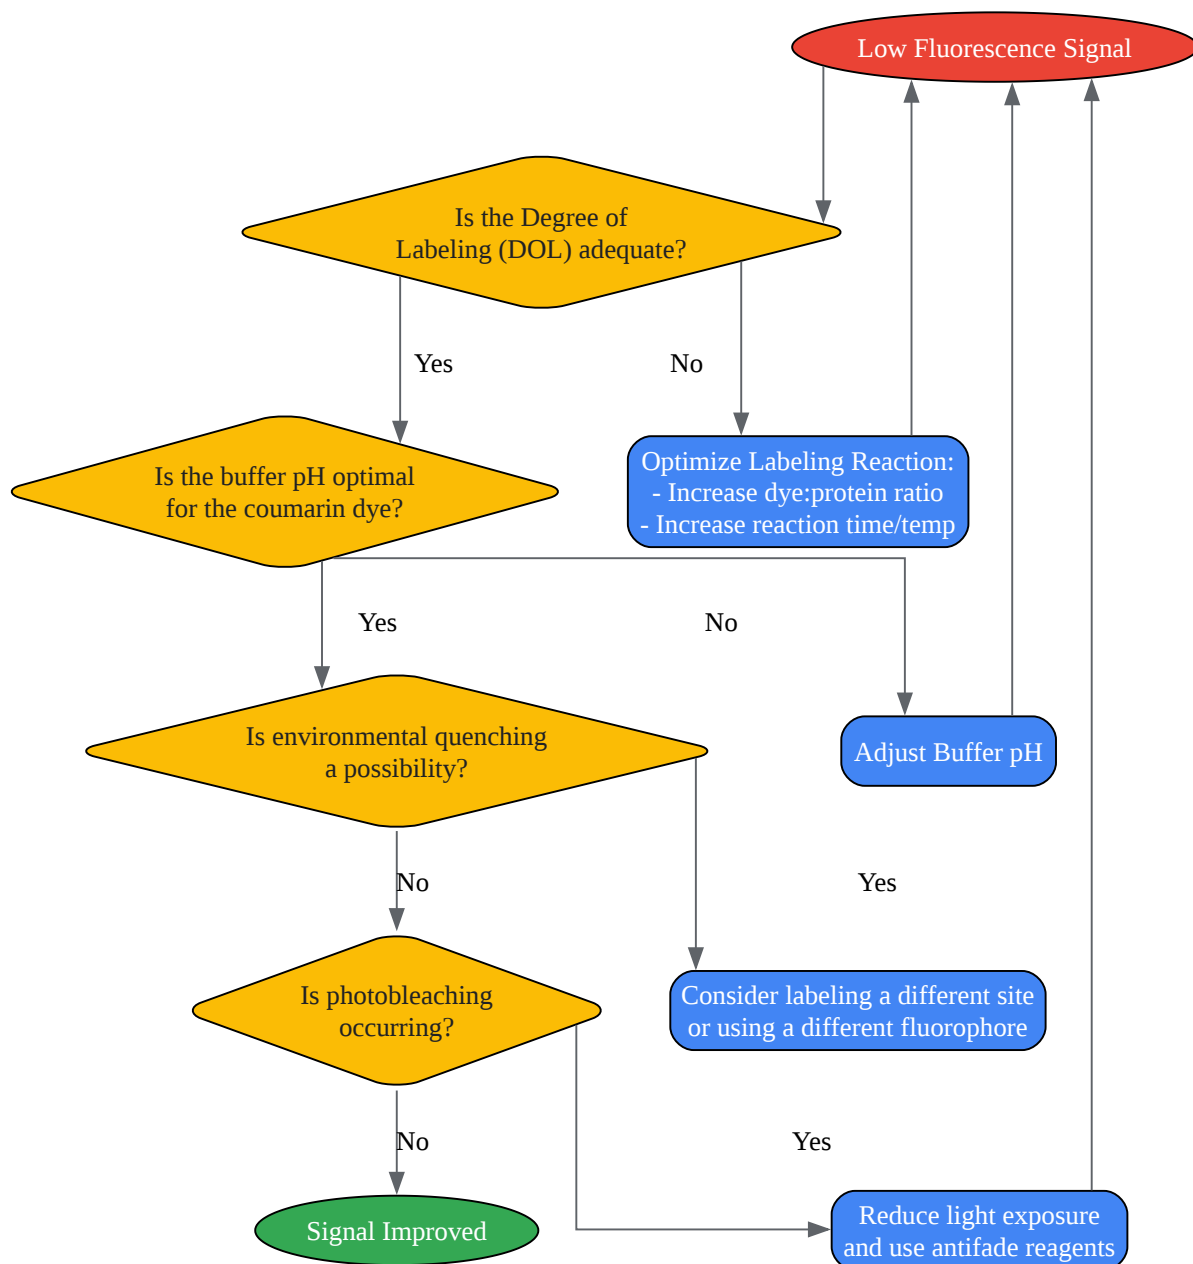 Low Fluorescence Signal
Is the Degree of
Labeling (DOL) adequate?
Yes
No
Is the buffer pH optimal
for the coumarin dye?
Optimize Labeling Reaction:
- Increase dye:protein ratio
- Increase reaction time/temp
Yes
No
Is environmental quenching
a possibility?
Adjust Buffer pH
No
Yes
Is photobleaching
occurring?
Consider labeling a different site
or using a different fluorophore
No
Yes
Signal Improved
Reduce light exposure
and use antifade reagents